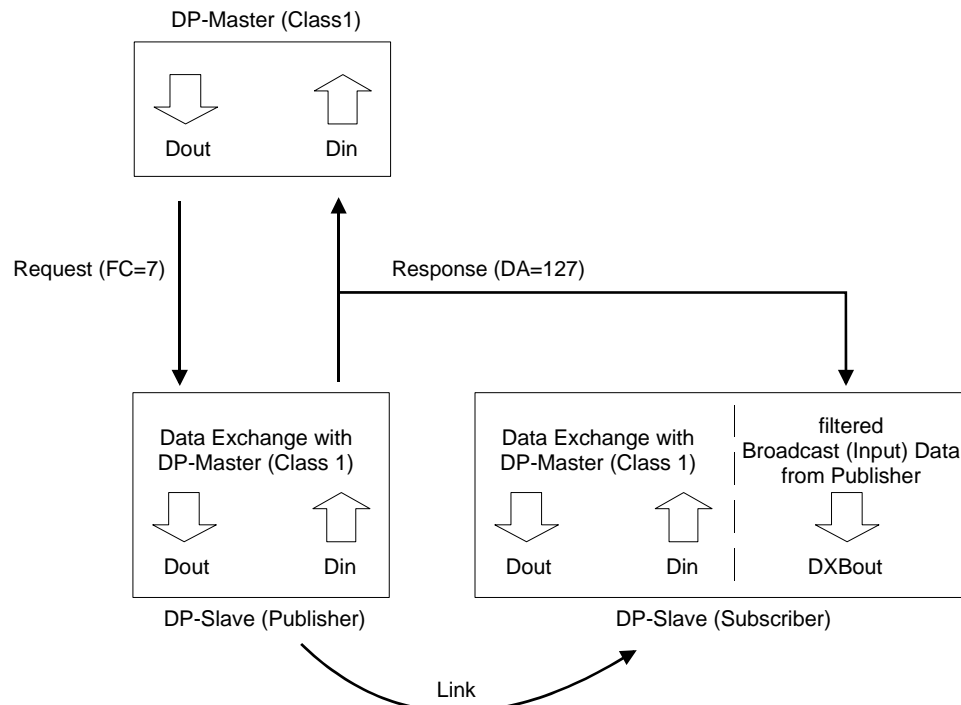 DP-Master (Class1)
Dout
Din
Request (FC=7)
Response (DA=127)
Data Exchange with
DP-Master (Class 1)
Dout
Din
Data Exchange with
DP-Master (Class 1)
Dout
Din
filtered
Broadcast (Input) Data
from Publisher
DXBout
DP-Slave (Publisher)
DP-Slave (Subscriber)
Link